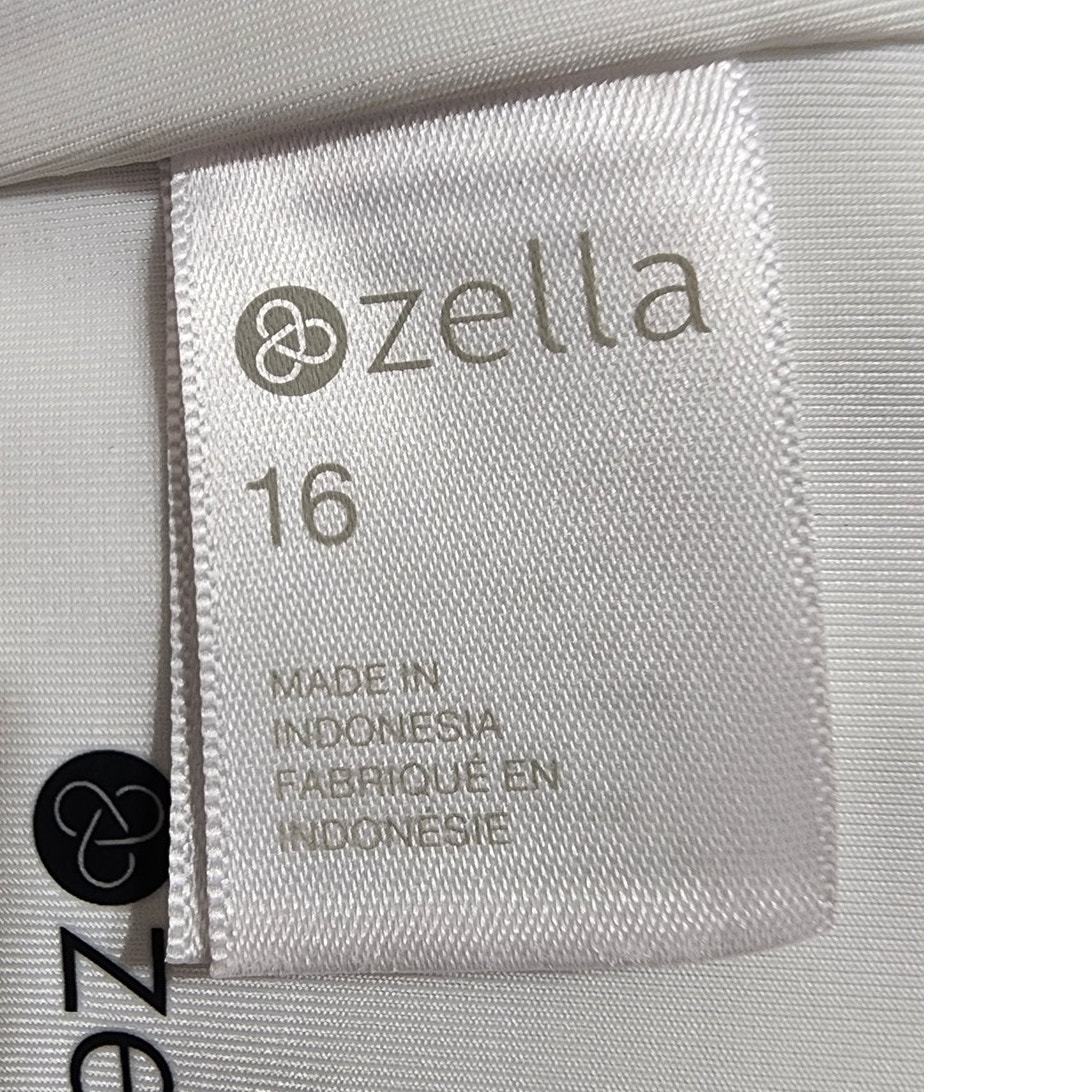 zella
16
MADE IN
INDONESIA
FABRIQUÉ EN
INDONÉSIE
ze